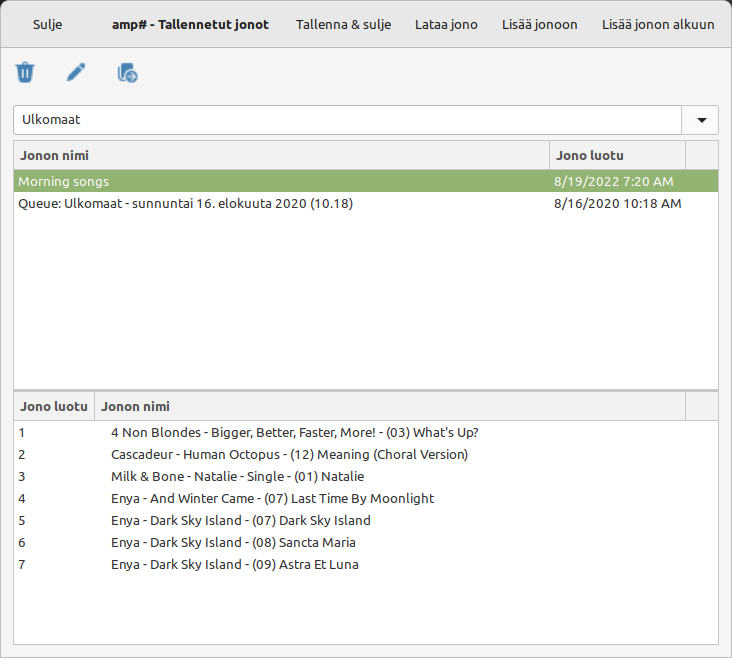 Sulje amp# - Tallennetut jonot Tallenna & sulje Lataa jono Lisää jonoon Lisää jonon alkuun
Ulkomaat
Jonon nimi Jono luotu
Morning songs 8/19/2022 7:20 AM
Queue: Ulkomaat - sunnuntai 16. elokuuta 2020 (10.18) 8/16/2020 10:18 AM
Jono luotu Jonon nimi
1 4 Non Blondes - Bigger, Better, Faster, More! - (03) What's Up?
2 Cascadeur - Human Octopus - (12) Meaning (Choral Version)
3 Milk & Bone - Natalie - Single - (01) Natalie
4 Enya - And Winter Came - (07) Last Time By Moonlight
5 Enya - Dark Sky Island - (07) Dark Sky Island
6 Enya - Dark Sky Island - (08) Sancta Maria
7 Enya - Dark Sky Island - (09) Astra Et Luna